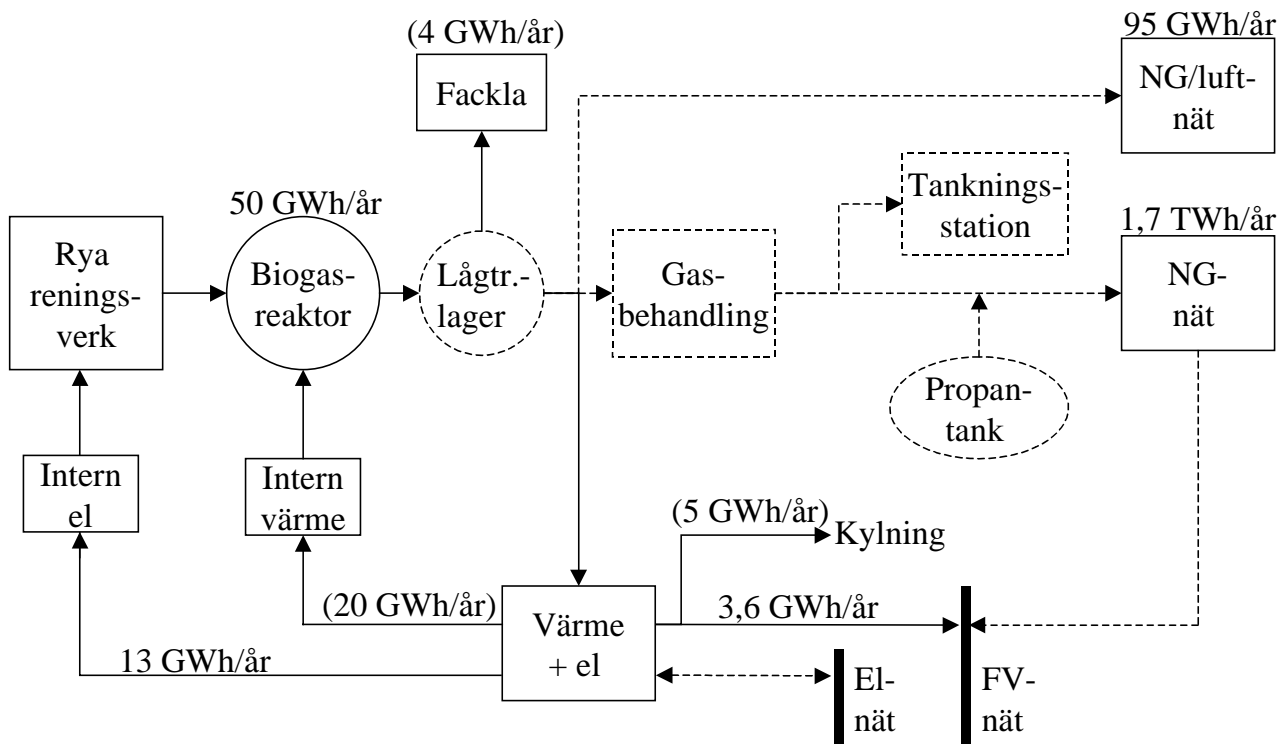 (4 GWh/år)
Fackla
95 GWh/år
NG/luft-
nät
50 GWh/år
Tanknings-
station
1,7 TWh/år
Rya
renings-
verk
Biogas-
reaktor
Lågtr.-
lager
Gas-
behandling
NG-
nät
Propan-
tank
Intern
el
Intern
värme
(5 GWh/år)
Kylning
(20 GWh/år)
Värme
+ el
3,6 GWh/år
13 GWh/år
El-
nät
FV-
nät